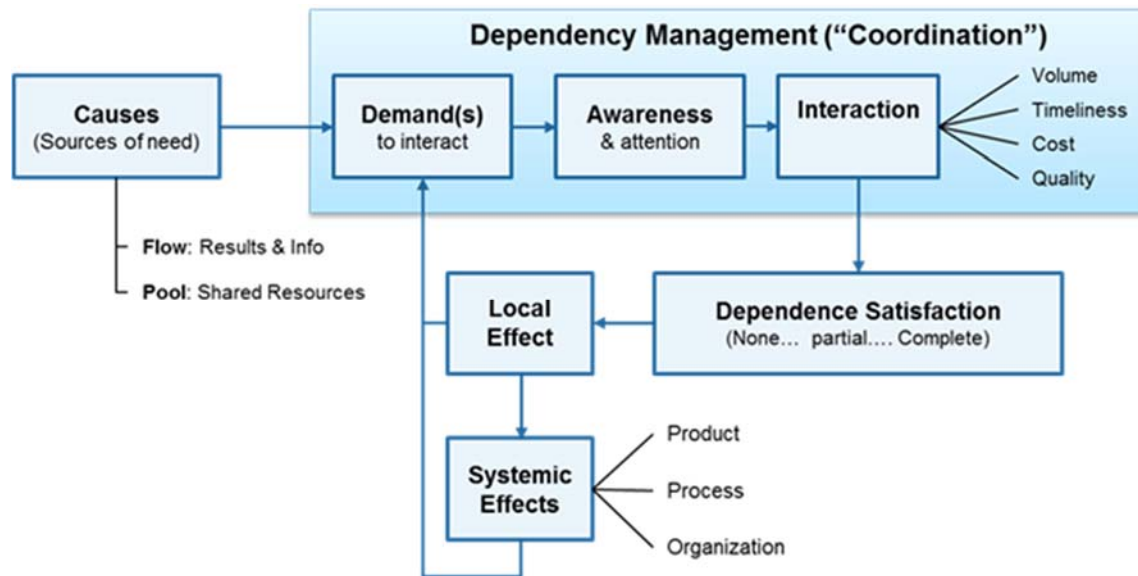 Dependency Management (“Coordination”)
Causes
(Sources of need)
Demand(s)
to interact
Awareness
& attention
Interaction
Volume
Timeliness
Cost
Quality
Flow: Results & Info
Pool: Shared Resources
Local
Effect
Dependence Satisfaction
(None... partial.... Complete)
Systemic
Effects
Product
Process
Organization